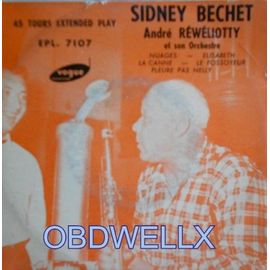 45 TOURS EXTENDED PLAY
EPL. 7107
vogue
SIDNEY BECHET
André RÉWÉLIOTTY
et son Orchestre
NUAGES — ELISABETH
LA CANNE — LE FOSSOYEUR
PLEURE PAS NELLY
OBDWELLX